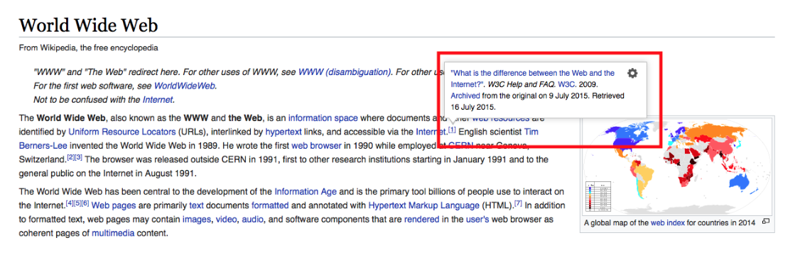 World Wide Web
From Wikipedia, the free encyclopedia
"WWW" and "The Web" redirect here. For other uses of WWW, see WWW (disambiguation). For other us
For the first web software, see WorldWideWeb.
Not to be confused with the Internet.
"What is the difference between the Web and the
Internet?". W3C Help and FAQ. W3C. 2009.
Archived from the original on 9 July 2015. Retrieved
16 July 2015.
The World Wide Web, also known as the WWW and the Web, is an information space where documents and other web resources are
identified by Uniform Resource Locators (URLs), interlinked by hypertext links, and accessible via the Internet.[1] English scientist Tim
Berners-Lee invented the World Wide Web in 1989. He wrote the first web browser in 1990 while employed at CERN near Geneva,
Switzerland.[2][3] The browser was released outside CERN in 1991, first to other research institutions starting in January 1991 and to the
general public on the Internet in August 1991.
The World Wide Web has been central to the development of the Information Age and is the primary tool billions of people use to interact on
the Internet.[4][5][6] Web pages are primarily text documents formatted and annotated with Hypertext Markup Language (HTML).[7] In addition
to formatted text, web pages may contain images, video, audio, and software components that are rendered in the user's web browser as
coherent pages of multimedia content.
A global map of the web index for countries in 2014